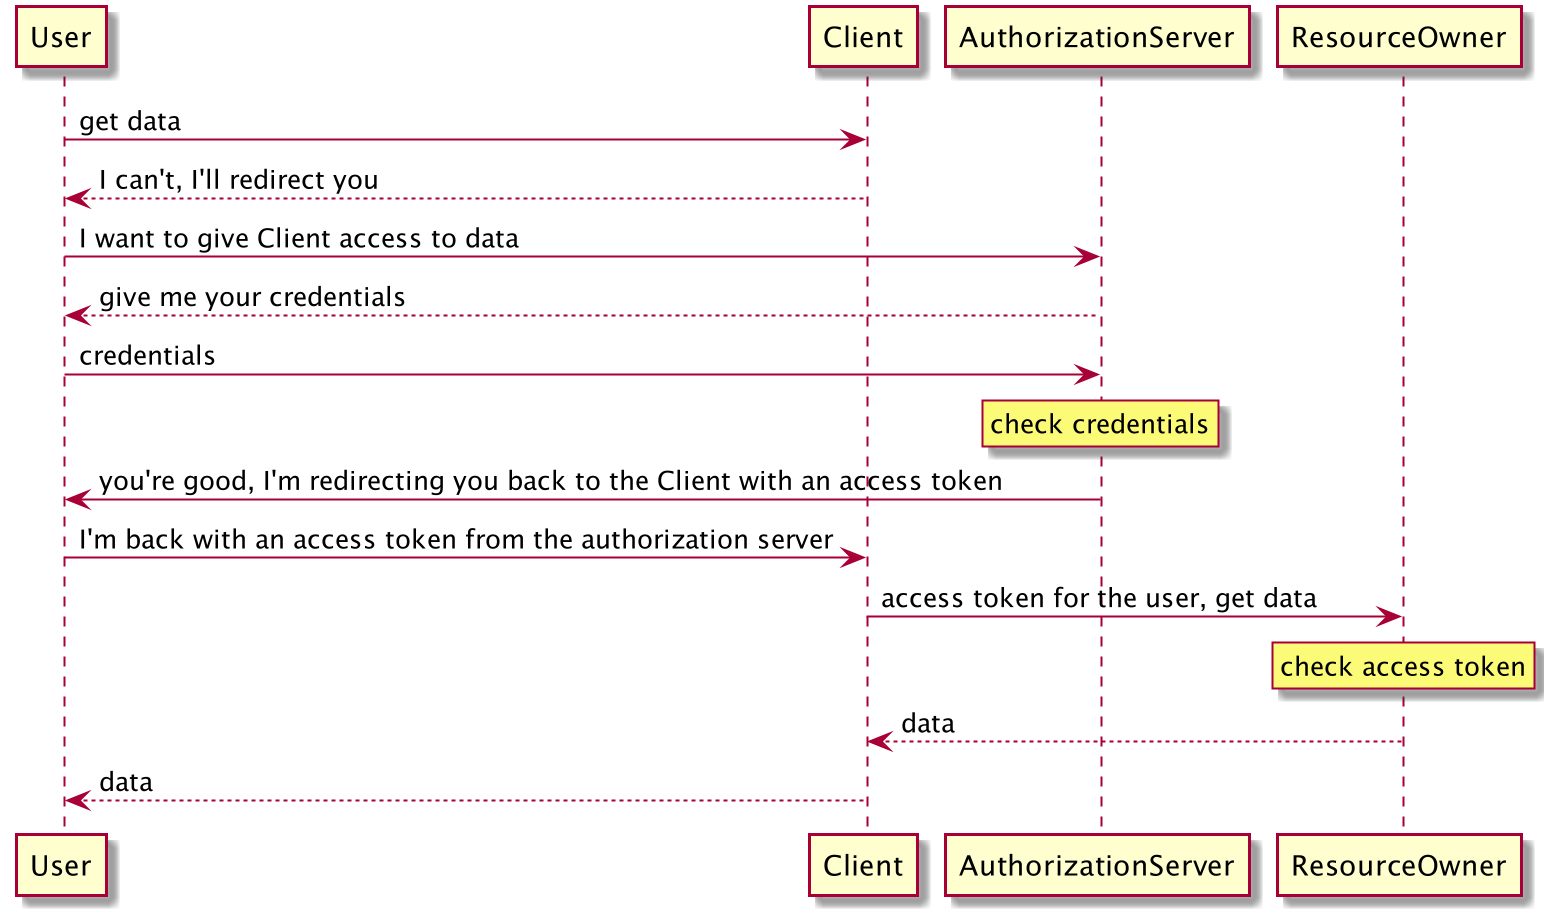 User
Client
AuthorizationServer
ResourceOwner
get data
I can't, I'll redirect you
I want to give Client access to data
give me your credentials
credentials
check credentials
you're good, I'm redirecting you back to the Client with an access token
I'm back with an access token from the authorization server
access token for the user, get data
check access token
data
data
User
Client
AuthorizationServer
ResourceOwner